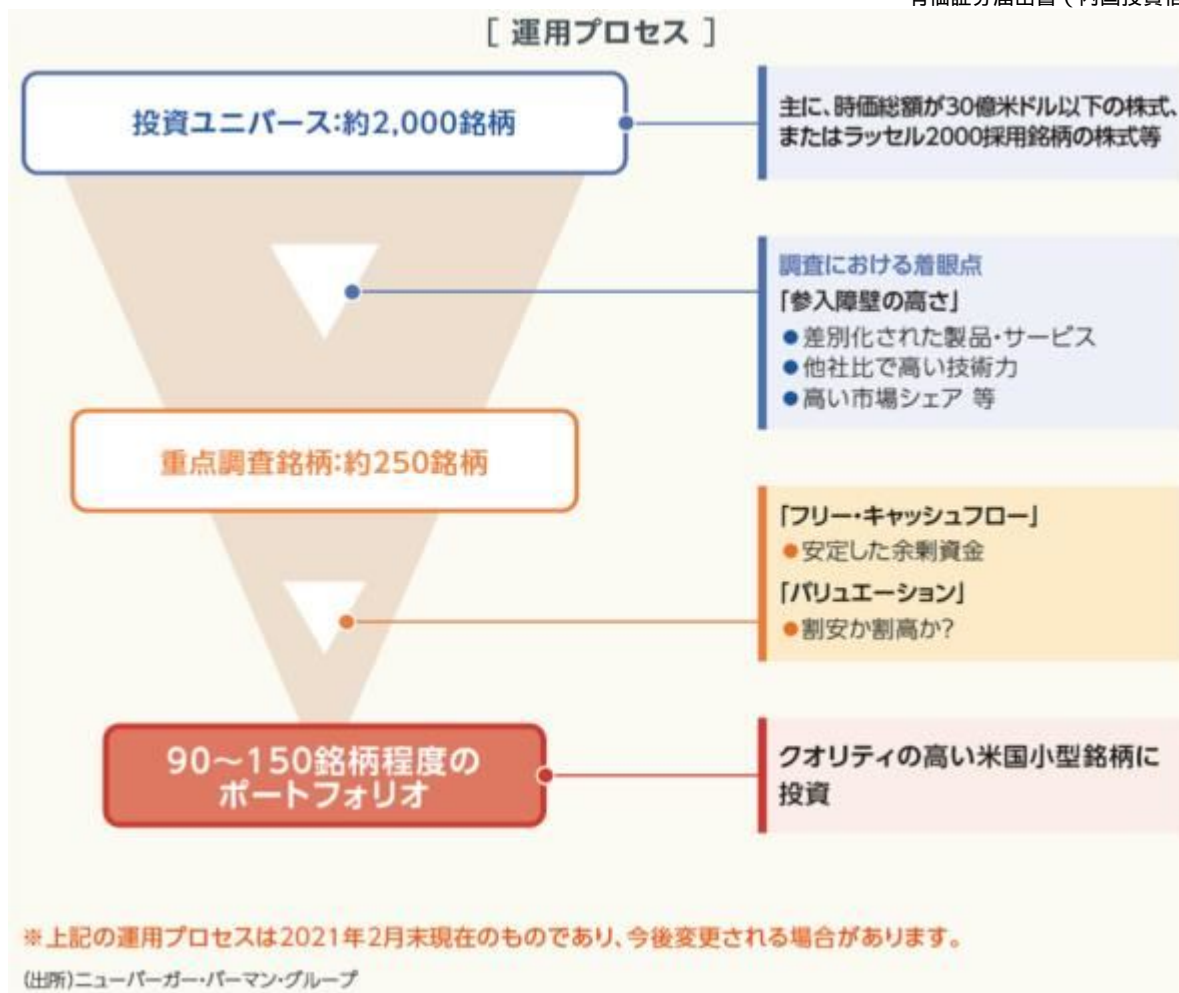 [ 運用プロセス ]
投資ユニバース:約2,000銘柄
主に、時価総額が30億米ドル以下の株式、
またはラッセル2000採用銘柄の株式等
調査における着眼点
「参入障壁の高さ」
●差別化された製品・サービス
●他社比で高い技術力
●高い市場シェア 等
重点調査銘柄:約250銘柄
「フリー・キャッシュフロー」
●安定した余剰資金
「バリュエーション」
●割安か割高か?
90～150銘柄程度の
ポートフォリオ
クオリティの高い米国小型銘柄に
投資
※上記の運用プロセスは2021年2月末現在のものであり、今後変更される場合があります。
(出所)ニューバーガー・バーマン・グループ